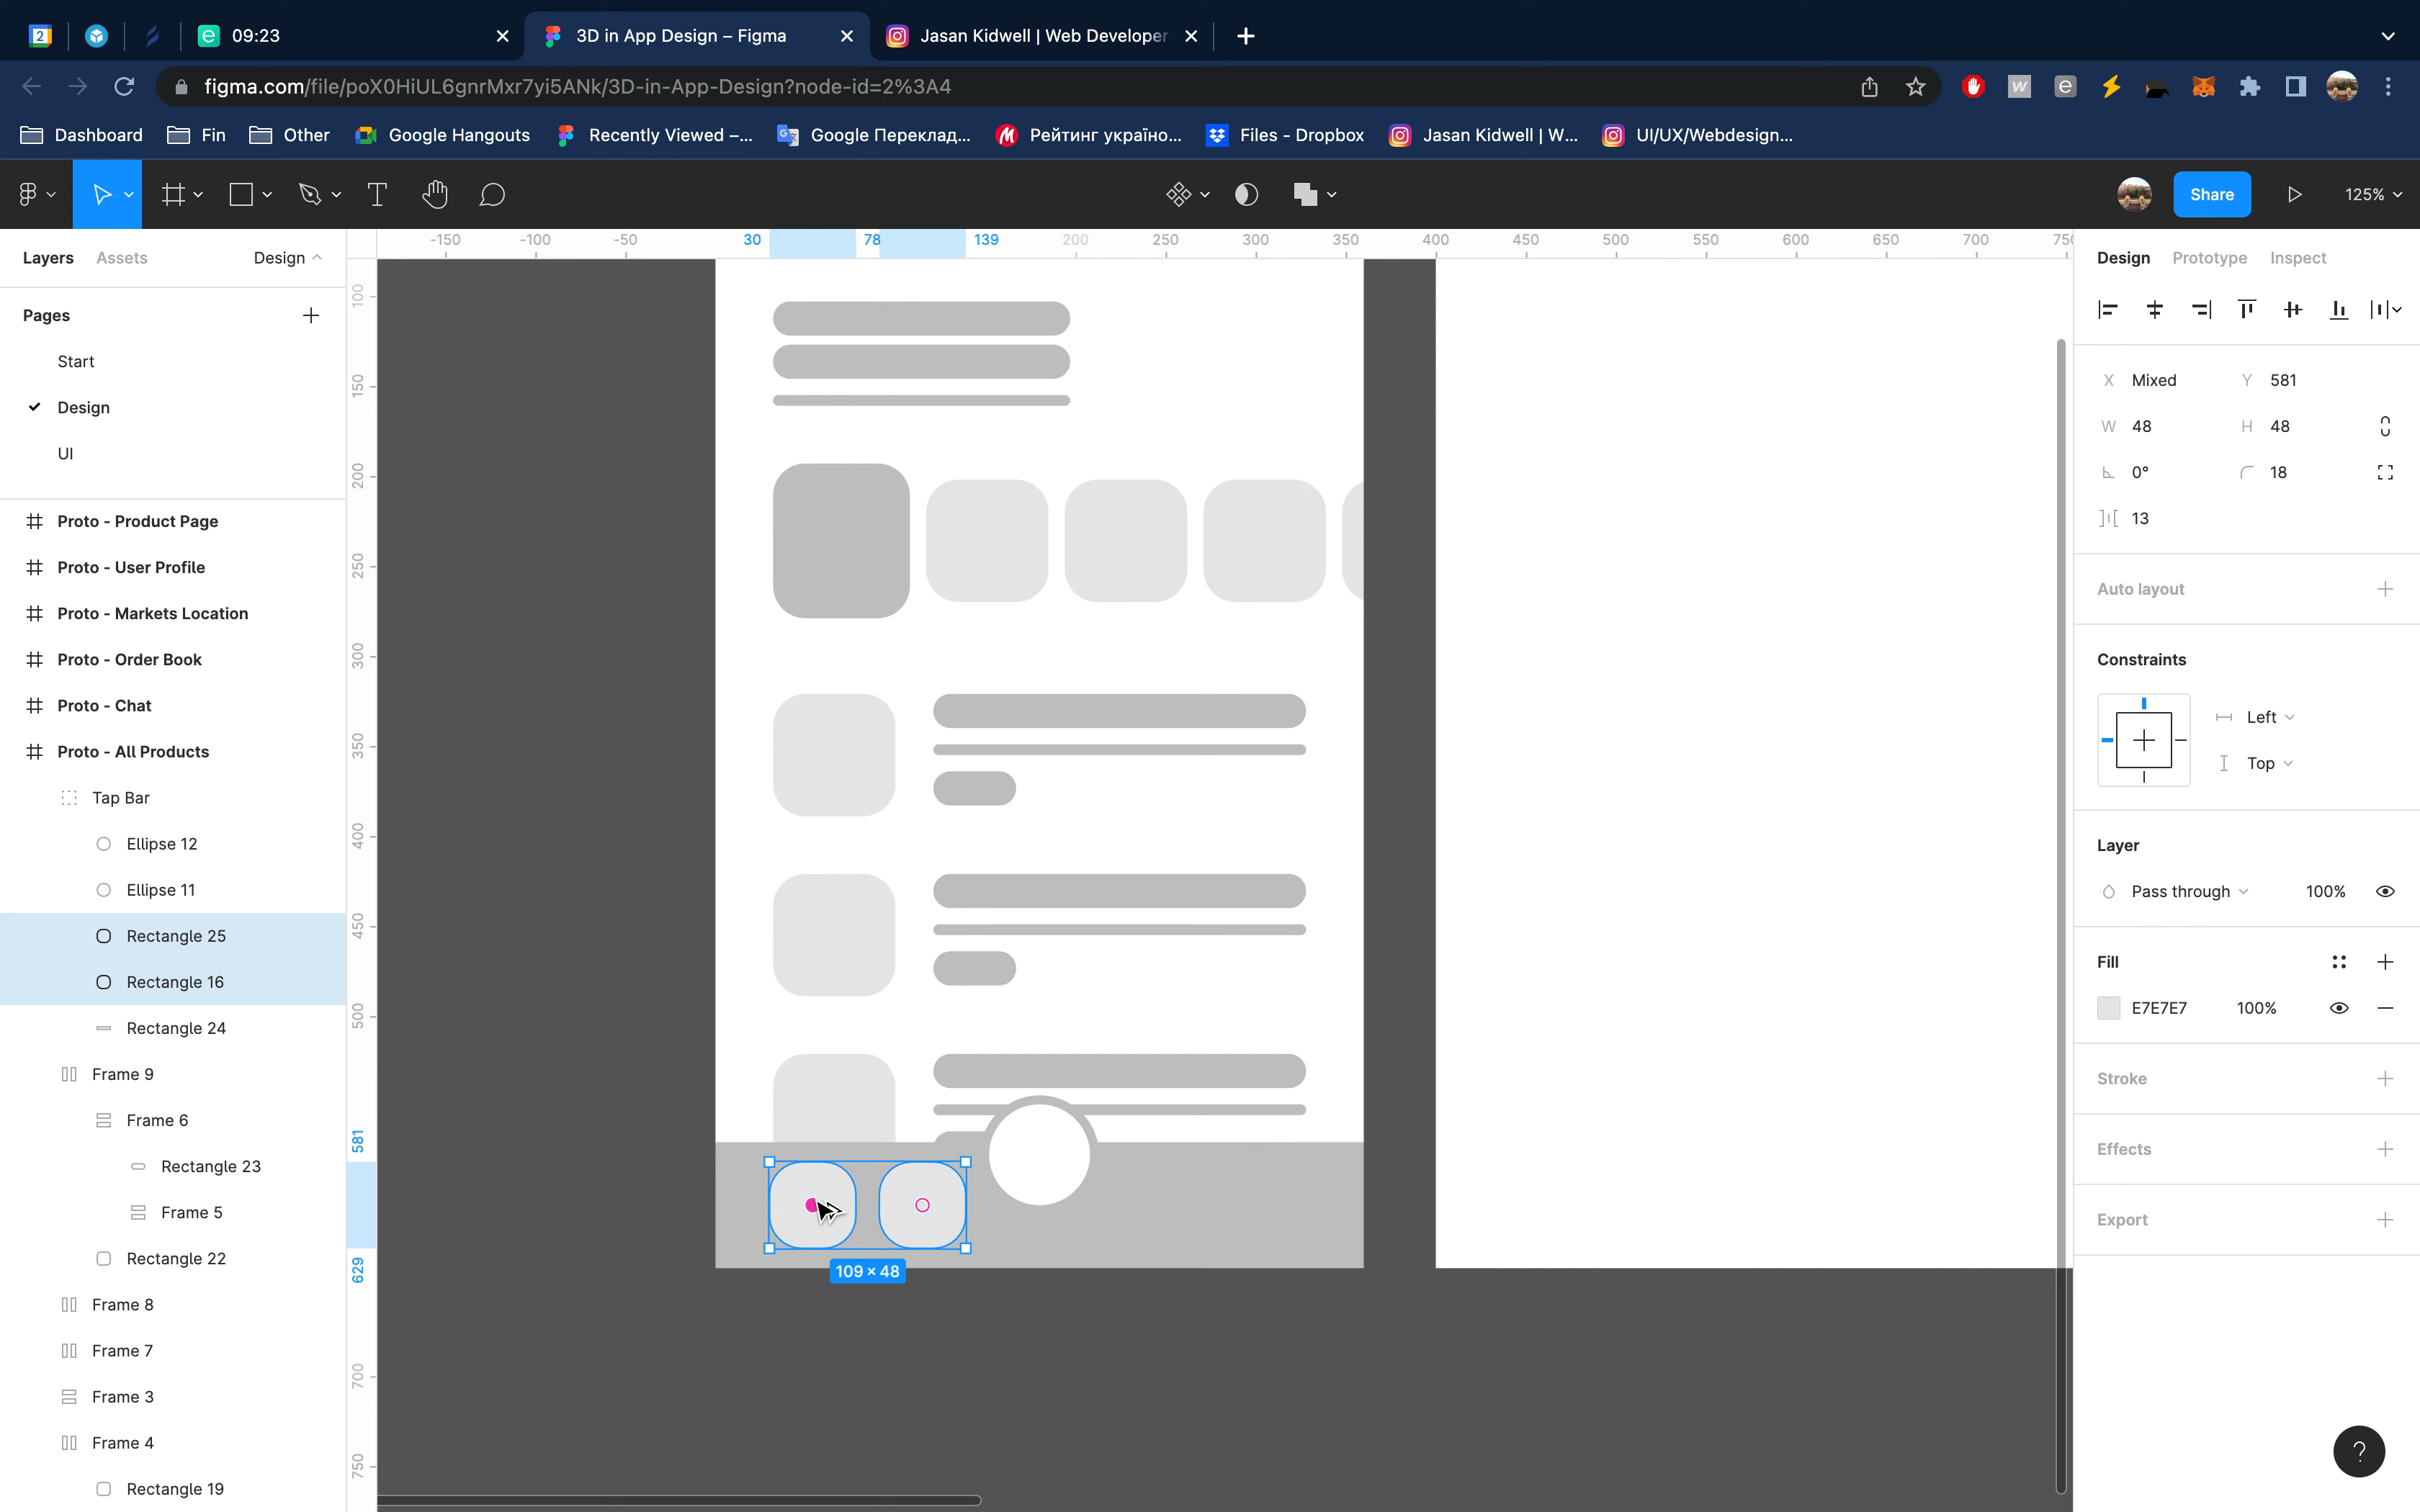 2
e 09:23
3D in App Design – Figma
Jasan Kidwell | Web Developer
figma.com/file/poX0HiUL6gnrMxr7yi5ANk/3D-in-App-Design?node-id=2%3A4
Dashboard Fin Other Google Hangouts Recently Viewed –... Google Переклад... Рейтинг україно... Files - Dropbox Jasan Kidwell | W... UI/UX/Webdesign...
Share 125%
Layers Assets Design
-150 -100 -50 30 78 139 200 250 300 350 400 450 500 550 600 650 700 750
Design Prototype Inspect
Pages
Start
Design
UI
Proto - Product Page
Proto - User Profile
Proto - Markets Location
Proto - Order Book
Proto - Chat
Proto - All Products
Tap Bar
Ellipse 12
Ellipse 11
Rectangle 25
Rectangle 16
Rectangle 24
Frame 9
Frame 6
Rectangle 23
Frame 5
Rectangle 22
Frame 8
Frame 7
Frame 3
Frame 4
Rectangle 19
100
150
200
250
300
350
400
450
500
581
629
700
750
109 × 48
X Mixed Y 581
W 48 H 48
0° 18
13
Auto layout
Constraints
Left
Top
Layer
Pass through 100%
Fill
E7E7E7 100%
Stroke
Effects
Export
?